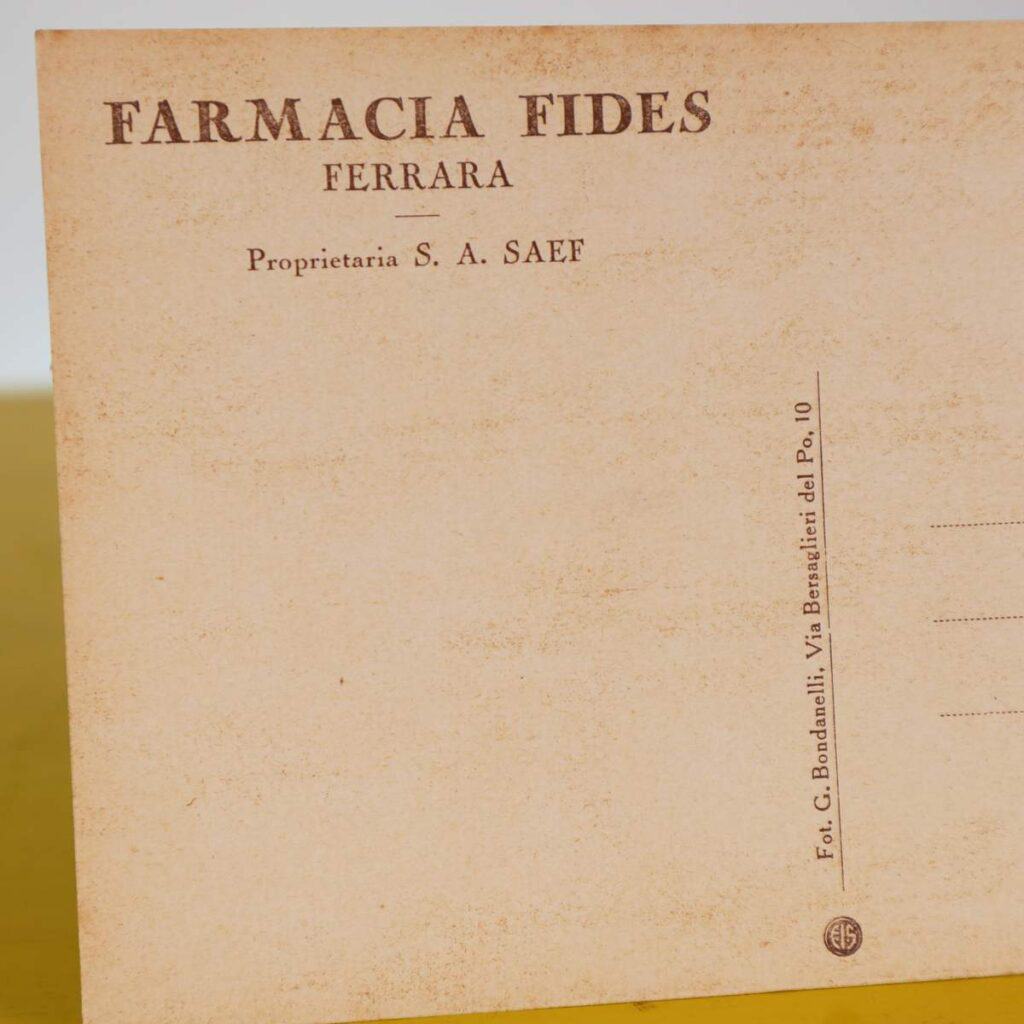 FARMACIA FIDES
FERRARA
Proprietaria S. A. SAEF
Fot. G. Bondanelli, Via Bersaglieri del Po, 10